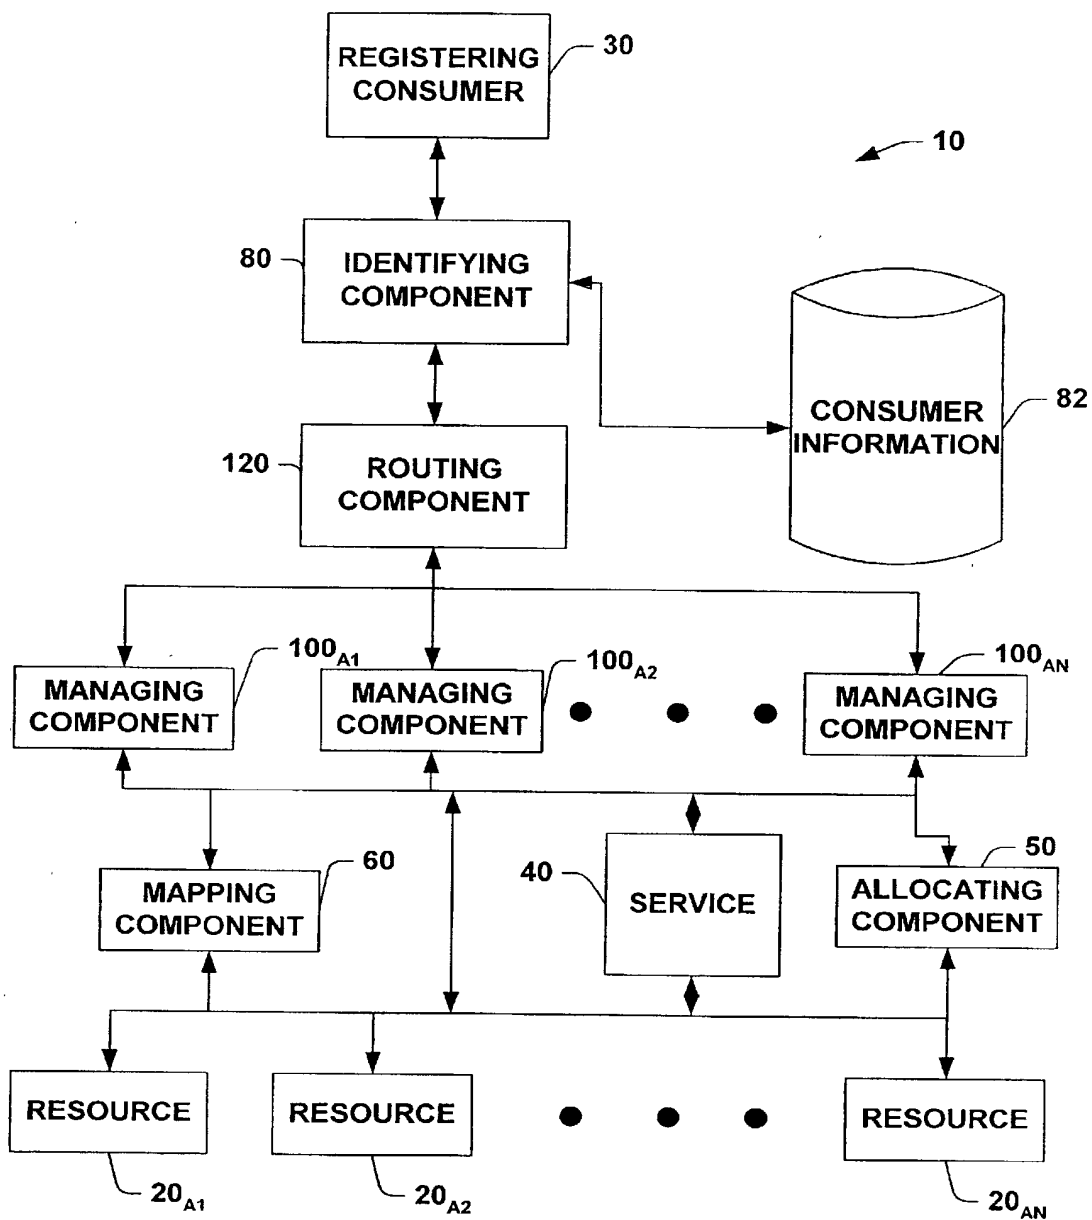 REGISTERING
CONSUMER
30
10
80
IDENTIFYING
COMPONENT
CONSUMER
INFORMATION
82
120
ROUTING
COMPONENT
100A1
MANAGING
COMPONENT
100A2
MANAGING
COMPONENT
100AN
MANAGING
COMPONENT
60
MAPPING
COMPONENT
40
SERVICE
50
ALLOCATING
COMPONENT
RESOURCE
RESOURCE
RESOURCE
20A1
20A2
20AN